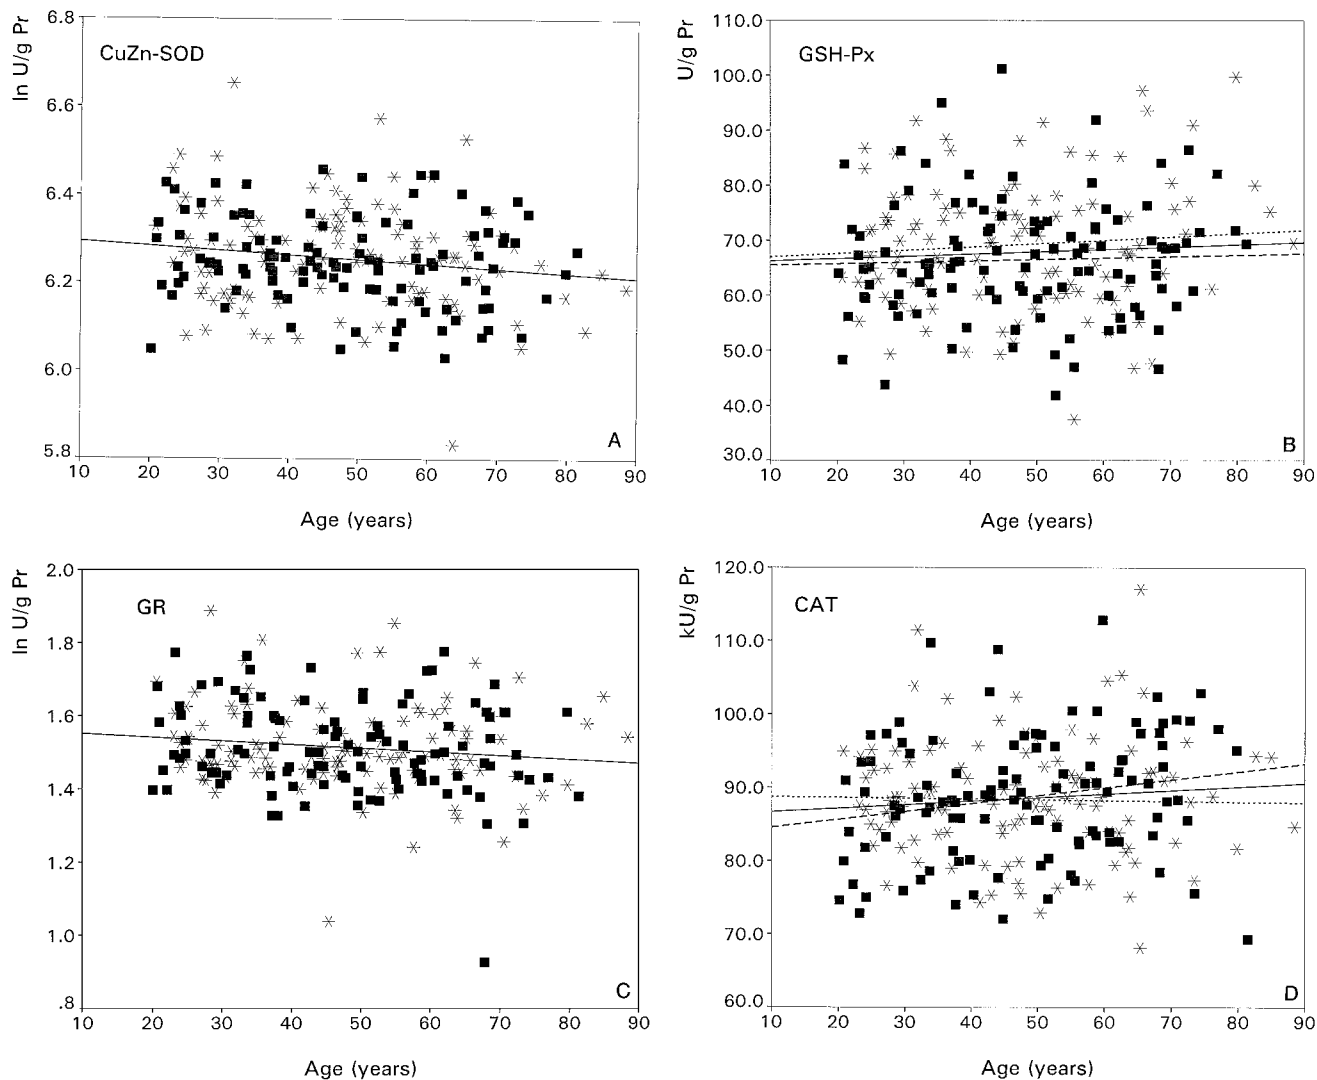 ln U/g Pr
CuZn-SOD
6.8
6.6
6.4
6.2
6.0
5.8
A
10 20 30 40 50 60 70 80 90
Age (years)
U/g Pr
GSH-Px
110.0
100.0
90.0
80.0
70.0
60.0
50.0
40.0
30.0
B
10 20 30 40 50 60 70 80 90
Age (years)
ln U/g Pr
GR
2.0
1.8
1.6
1.4
1.2
1.0
.8
C
10 20 30 40 50 60 70 80 90
Age (years)
kU/g Pr
CAT
120.0
110.0
100.0
90.0
80.0
70.0
60.0
D
10 20 30 40 50 60 70 80 90
Age (years)